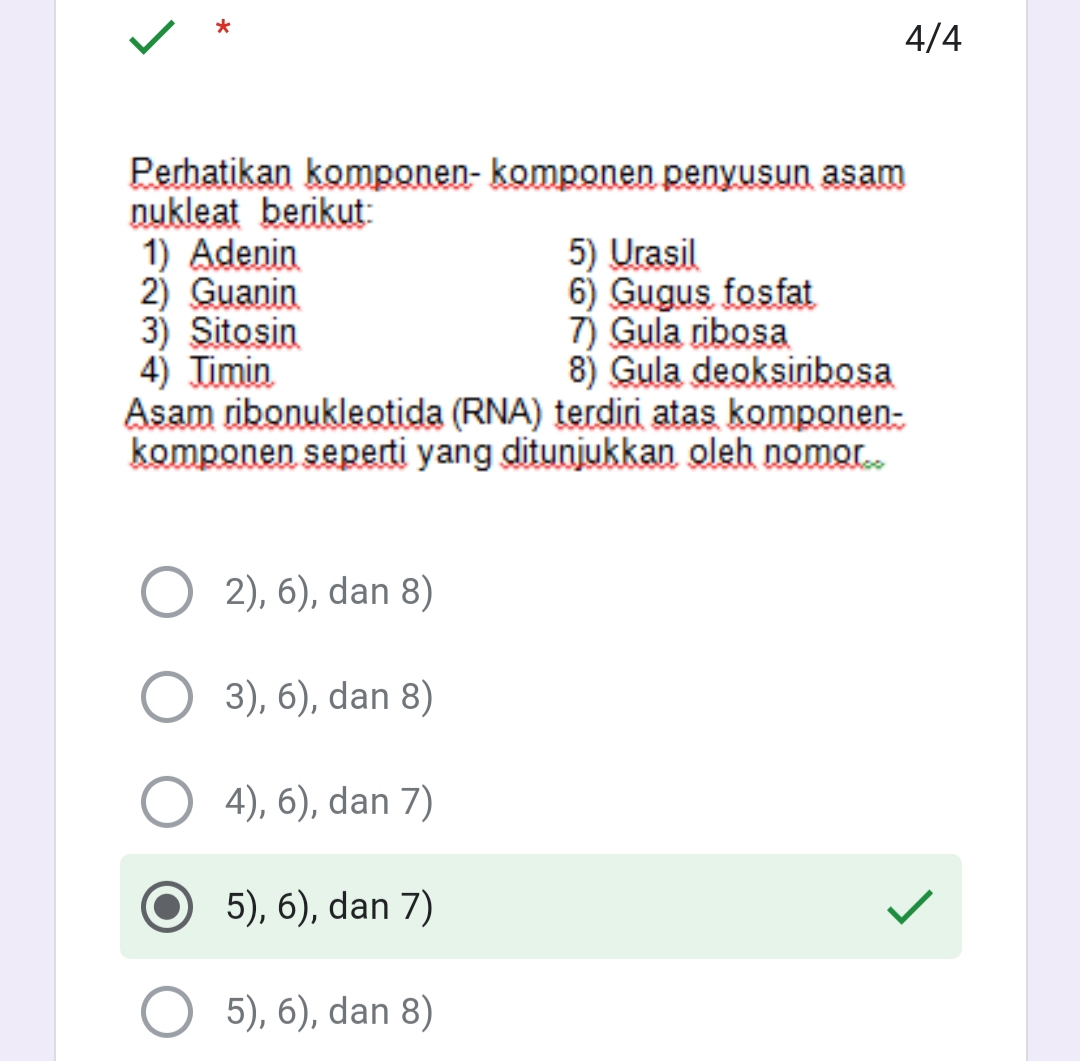 * 4/4
Perhatikan komponen- komponen penyusun asam
nukleat berikut:
1) Adenin 5) Urasil
2) Guanin 6) Gugus fosfat
3) Sitosin 7) Gula ribosa
4) Timin 8) Gula deoksiribosa
Asam ribonukleotida (RNA) terdiri atas komponen-
komponen seperti yang ditunjukkan oleh nomor..
2), 6), dan 8)
3), 6), dan 8)
4), 6), dan 7)
5), 6), dan 7)
5), 6), dan 8)